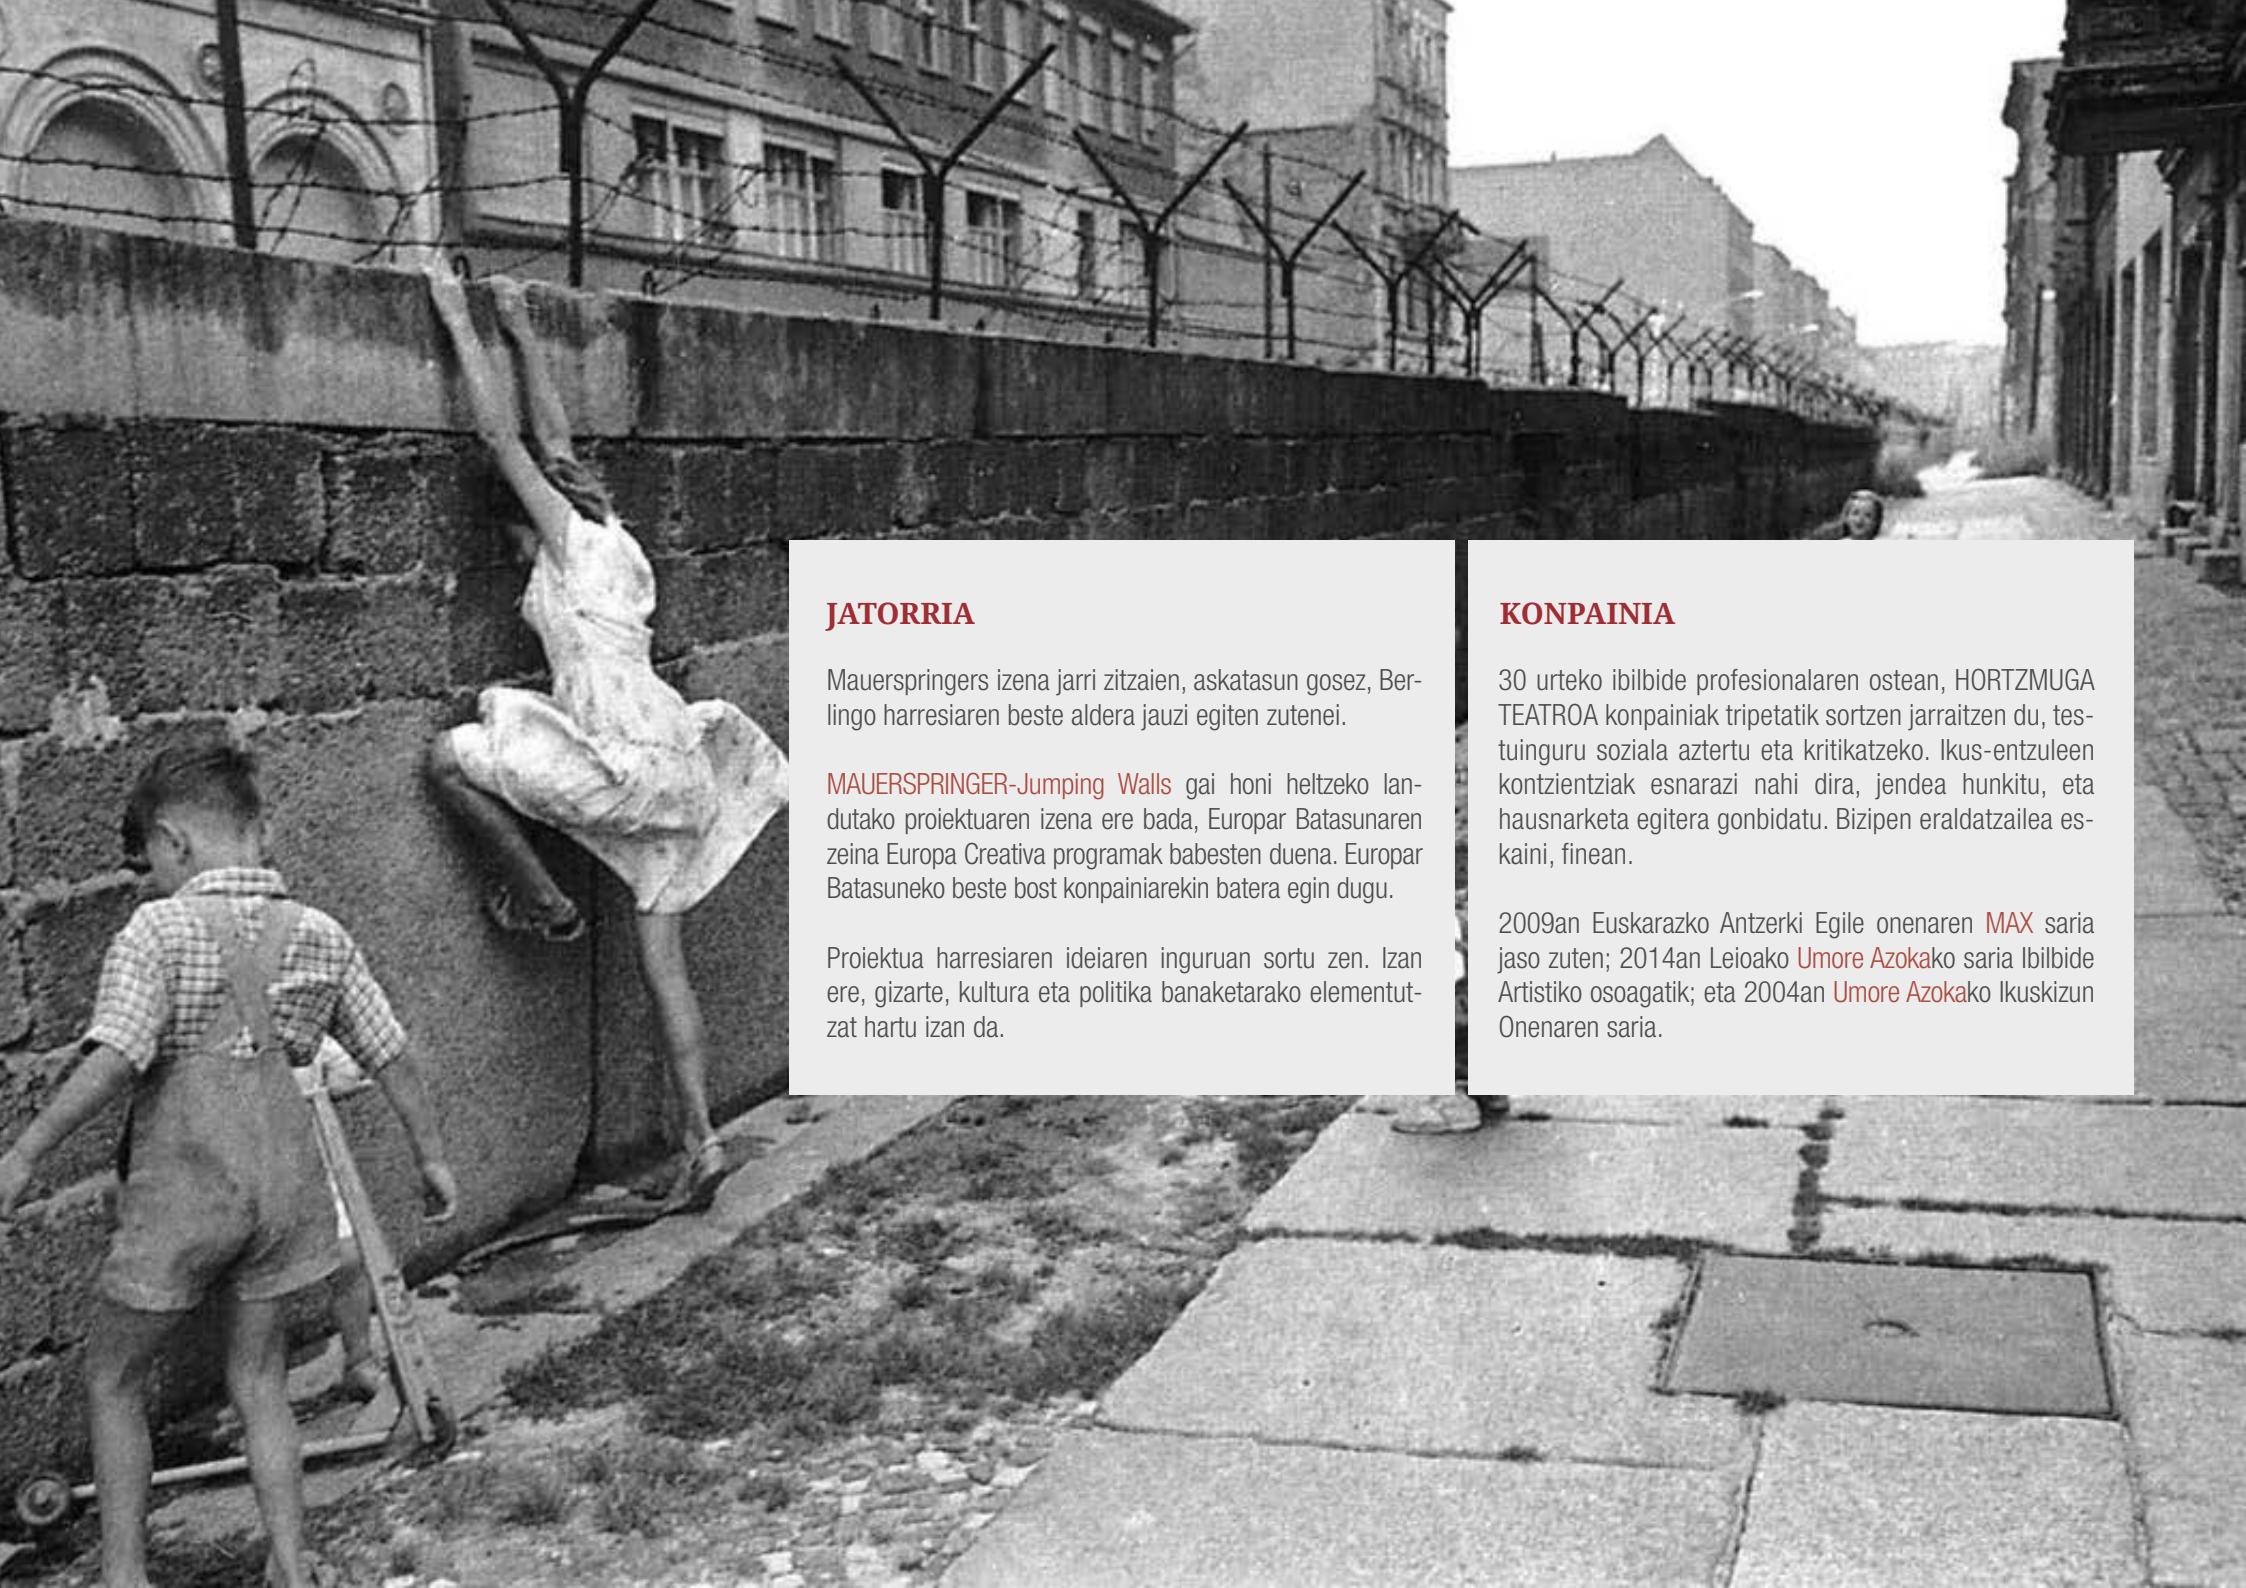 JATORRIA
Mauerspringers izena jarri zitzaien, askatasun gosez, Ber-
lingo harresiaren beste aldera jauzi egiten zutenei.
MAUERSPRINGER-Jumping Walls gai honi heltzeko lan-
dutako proiektuaren izena ere bada, Europar Batasunaren
zeina Europa Creativa programak babesten duena. Europar
Batasuneko beste bost konpainiarekin batera egin dugu.
Proiektua harresiaren ideiaren inguruan sortu zen. Izan
ere, gizarte, kultura eta politika banaketarako elementut-
zat hartu izan da.
KONPAINIA
30 urteko ibilbide profesionalaren ostean, HORTZMUGA
TEATROA konpainiak tripetatik sortzen jarraitzen du, tes-
tuinguru soziala aztertu eta kritikatzeko. Ikus-entzuleen
kontzientziak esnarazi nahi dira, jendea hunkitu, eta
hausnarketa egitera gonbidatu. Bizipen eraldatzailea es-
kaini, finean.
2009an Euskarazko Antzerki Egile onenaren MAX saria
jaso zuten; 2014an Leioako Umore Azokako saria Ibilbide
Artistiko osoagatik; eta 2004an Umore Azokako Ikuskizun
Onenaren saria.